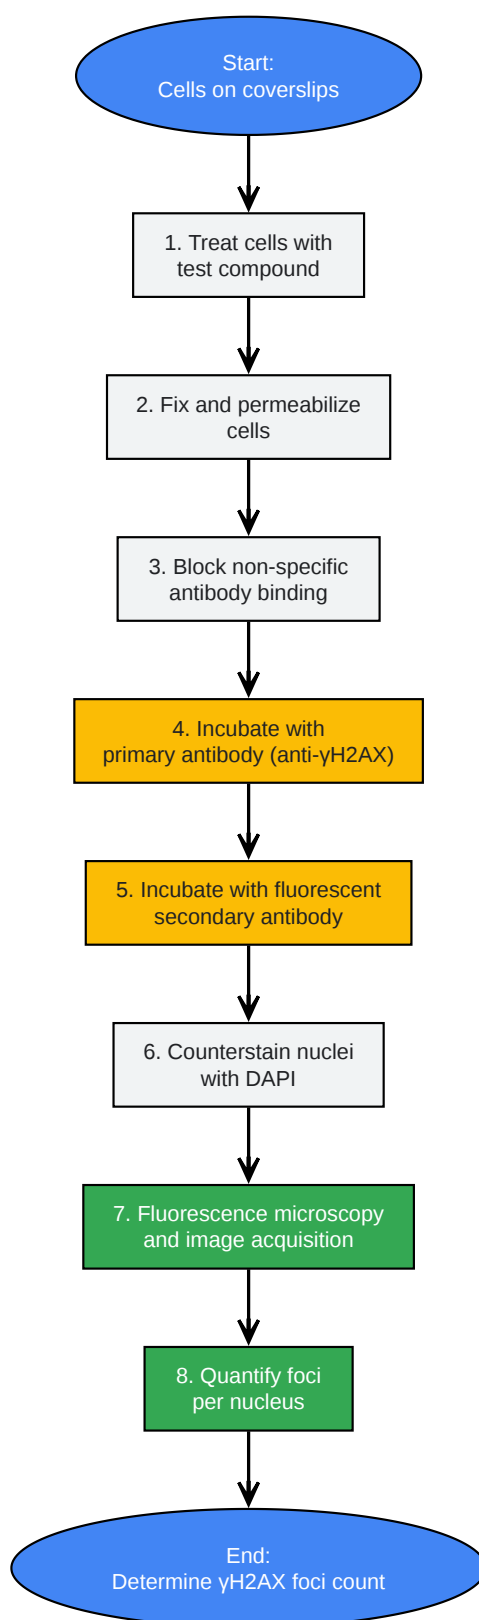 Start:
Cells on coverslips
1. Treat cells with
test compound
2. Fix and permeabilize
cells
3. Block non-specific
antibody binding
4. Incubate with
primary antibody (anti-γH2AX)
5. Incubate with fluorescent
secondary antibody
6. Counterstain nuclei
with DAPI
7. Fluorescence microscopy
and image acquisition
8. Quantify foci
per nucleus
End:
Determine γH2AX foci count